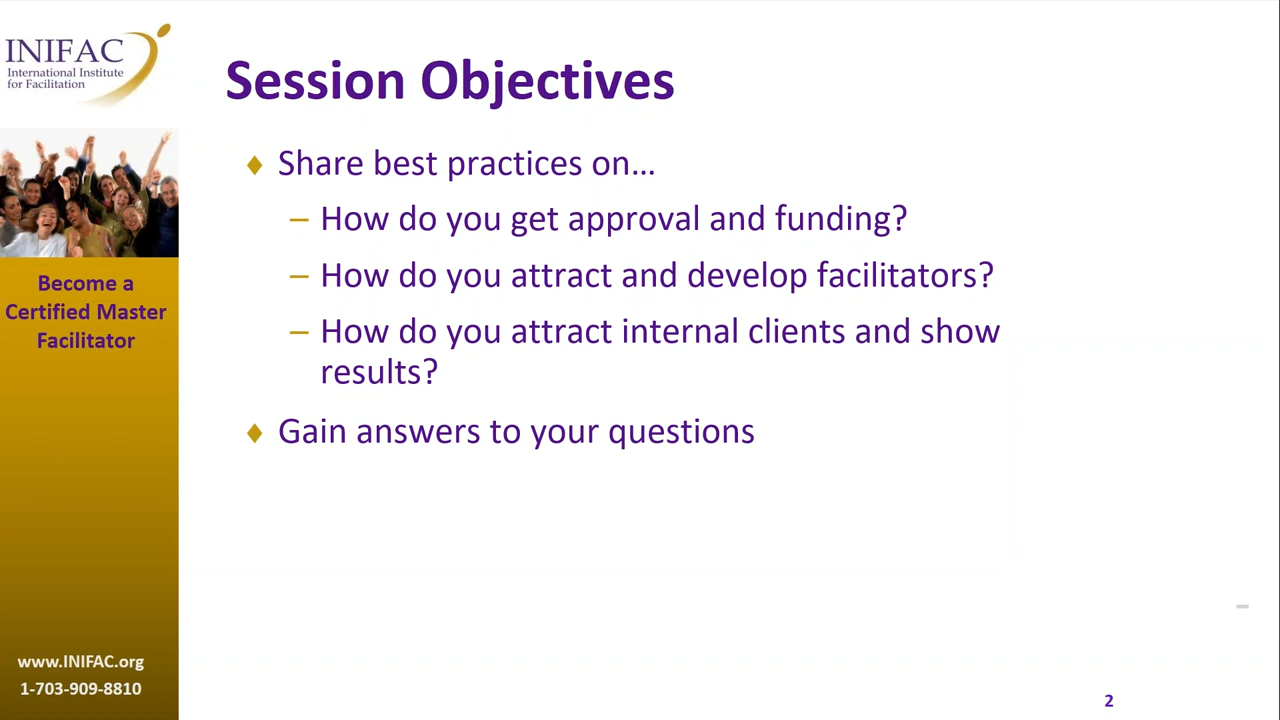 INIFAC
International Institute
for Facilitation
Become a
Certified Master
Facilitator
www.INIFAC.org
1-703-909-8810
Session Objectives
♦ Share best practices on…
– How do you get approval and funding?
– How do you attract and develop facilitators?
– How do you attract internal clients and show
results?
♦ Gain answers to your questions
2